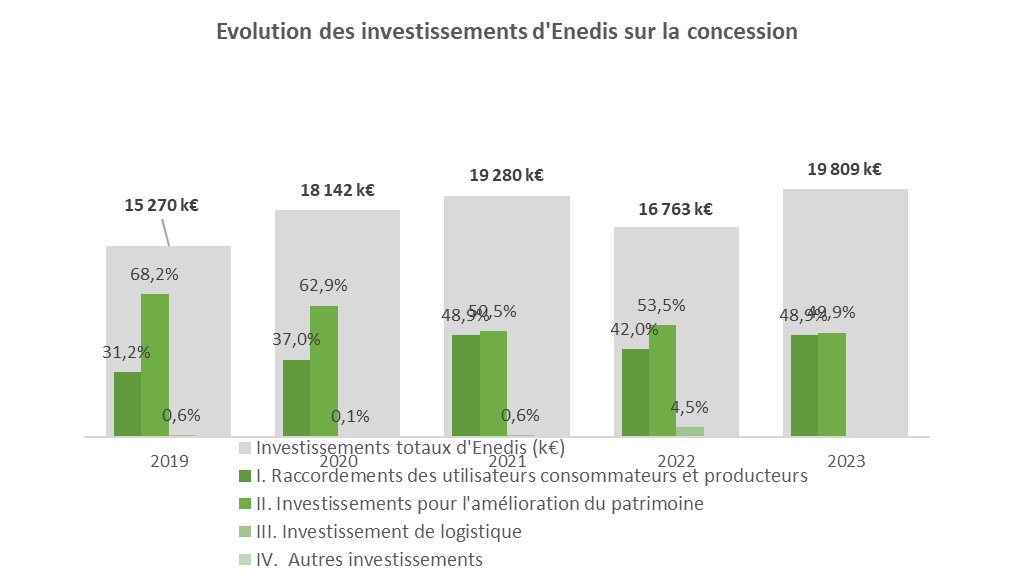 Evolution des investissements d'Enedis sur la concession
15 270 k€
18 142 k€
19 280 k€
16 763 k€
19 809 k€
31,2%
68,2%
0,6%
37,0%
62,9%
0,1%
48,9%
50,5%
0,6%
42,0%
53,5%
4,5%
48,9%
49,9%
2019
2020
2021
2022
2023
Investissements totaux d'Enedis (k€)
I. Raccordements des utilisateurs consommateurs et producteurs
II. Investissements pour l'amélioration du patrimoine
III. Investissement de logistique
IV. Autres investissements